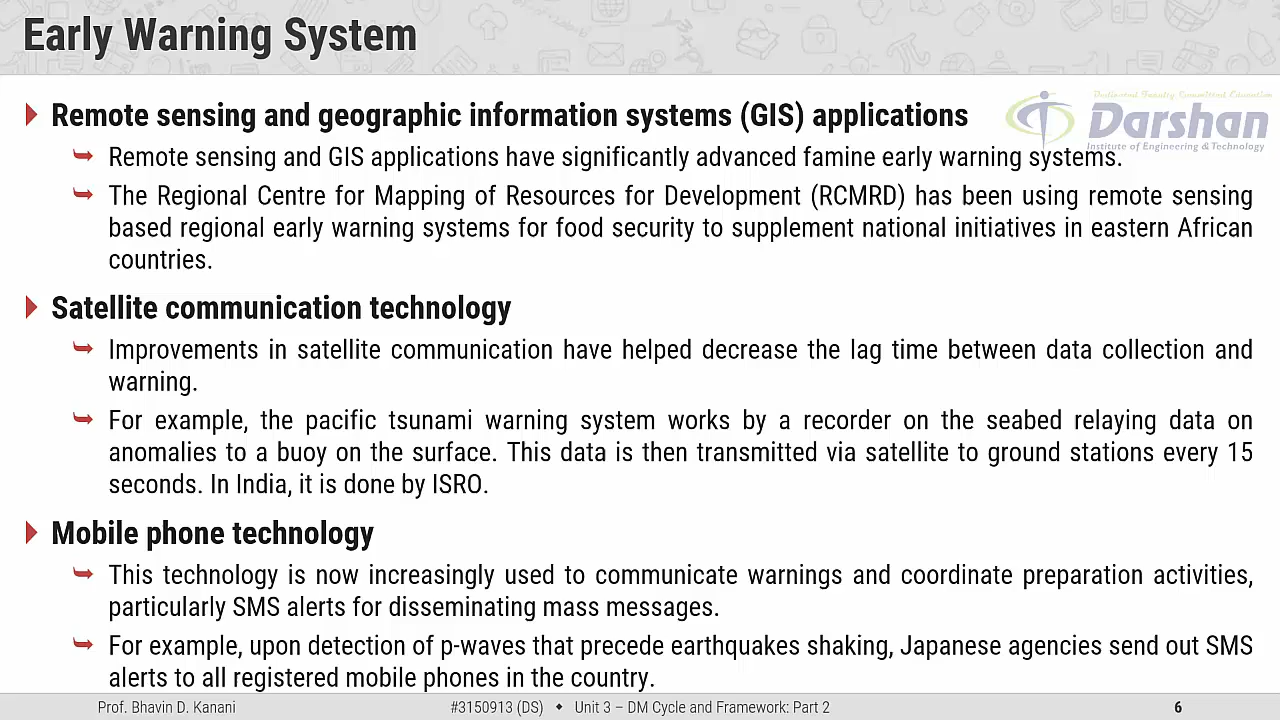 Early Warning System
Remote sensing and geographic information systems (GIS) applications
Dedicated Faculty Committed Education
Darshan
Institute of Engineering & Technology
Remote sensing and GIS applications have significantly advanced famine early warning systems.
The Regional Centre for Mapping of Resources for Development (RCMRD) has been using remote sensing
based regional early warning systems for food security to supplement national initiatives in eastern African
countries.
Satellite communication technology
Improvements in satellite communication have helped decrease the lag time between data collection and
warning.
For example, the pacific tsunami warning system works by a recorder on the seabed relaying data on
anomalies to a buoy on the surface. This data is then transmitted via satellite to ground stations every 15
seconds. In India, it is done by ISRO.
Mobile phone technology
This technology is now increasingly used to communicate warnings and coordinate preparation activities,
particularly SMS alerts for disseminating mass messages.
For example, upon detection of p-waves that precede earthquakes shaking, Japanese agencies send out SMS
alerts to all registered mobile phones in the country.
Prof. Bhavin D. Kanani
#3150913 (DS) ◆ Unit 3 – DM Cycle and Framework: Part 2
6